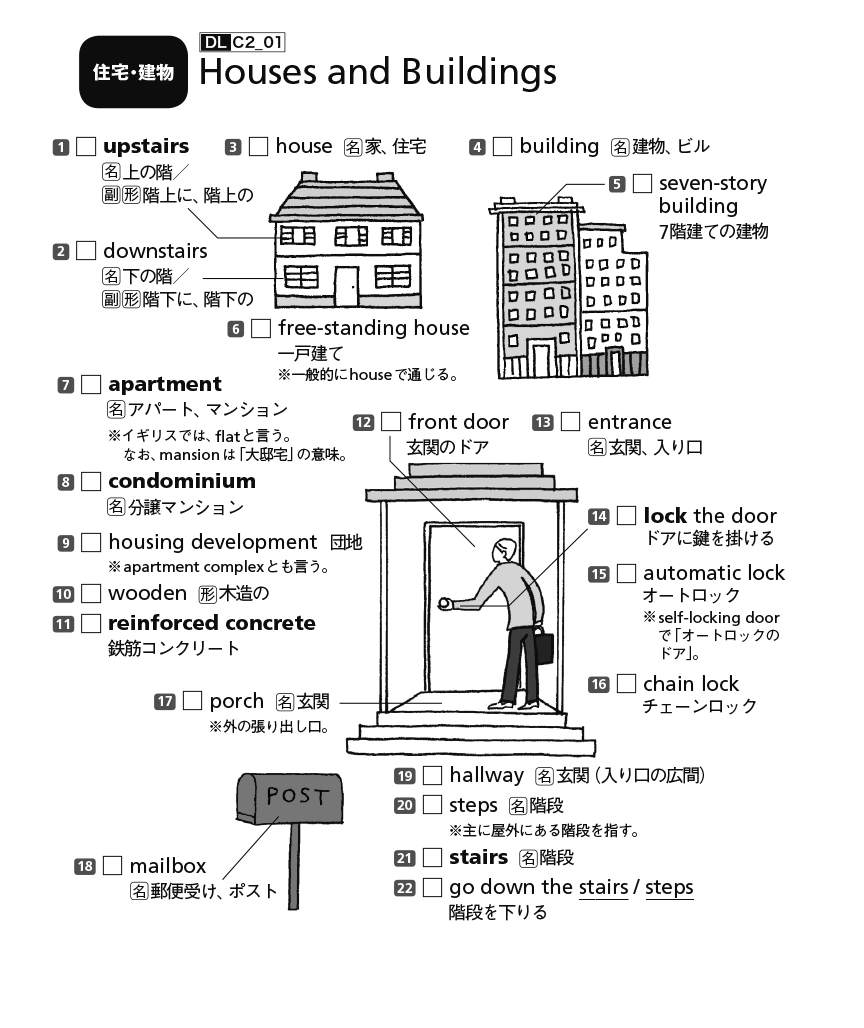 住宅・建物
DL C2_01
Houses and Buildings
1 upstairs
名上の階／
副形階上に、階上の
2 downstairs
名下の階／
副形階下に、階下の
3 house 名家、住宅
4 building 名建物、ビル
5 seven-story
building
7階建ての建物
6 free-standing house
一戸建て
※一般的にhouseで通じる。
7 apartment
名アパート、マンション
※イギリスでは、flatと言う。
なお、mansionは「大邸宅」の意味。
8 condominium
名分譲マンション
9 housing development 団地
※apartment complexとも言う。
10 wooden 形木造の
11 reinforced concrete
鉄筋コンクリート
12 front door
玄関のドア
13 entrance
名玄関、入り口
14 lock the door
ドアに鍵を掛ける
15 automatic lock
オートロック
※self-locking door
で「オートロックの
ドア」。
16 chain lock
チェーンロック
17 porch 名玄関
※外の張り出し口。
POST
18 mailbox
名郵便受け、ポスト
19 hallway 名玄関（入り口の広間）
20 steps 名階段
※主に屋外にある階段を指す。
21 stairs 名階段
22 go down the stairs / steps
階段を下りる